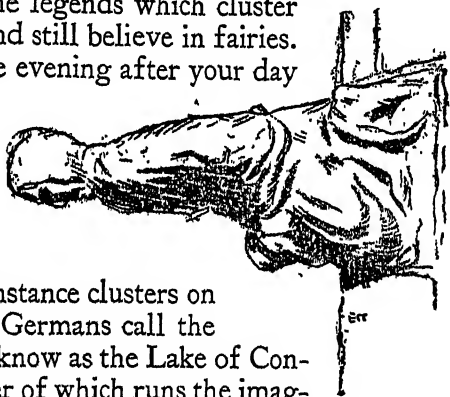 e legends which cluster
nd still believe in fairies.
e evening after your day
nstance clusters on
Germans call the
know as the Lake of Con-
er of which runs the imag-